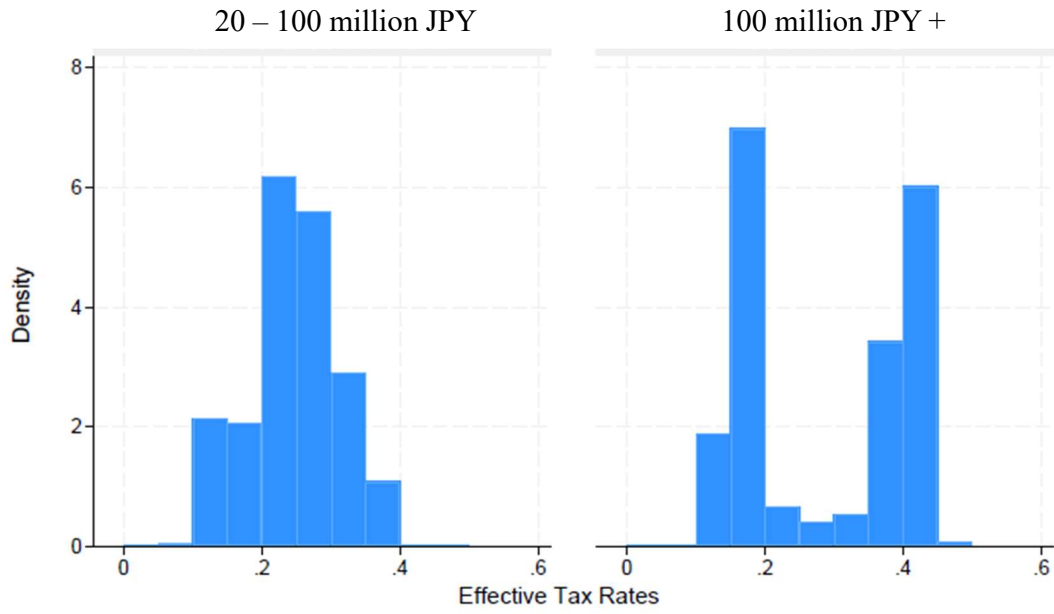 20 – 100 million JPY
100 million JPY +
8
6
4
2
0
Density
0 .2 .4 .6
0 .2 .4 .6
Effective Tax Rates